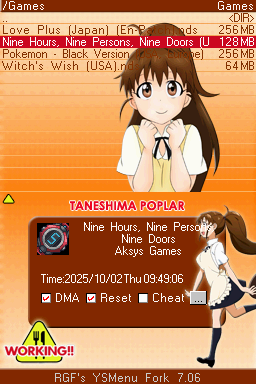 /Games Games
.. <DIR>
Love Plus (Japan) (En-P nds 256MB
Nine Hours, Nine Persons, Nine Doors (U 128MB
Pokemon - Black Version 256MB
Witch's Wish (USA).nds 64MB
TANESHIMA POPLAR
Nine Hours, Nine Persons
Nine Doors
Aksys Games
Time:2025/10/02Thu 09:49:06
DMA Reset Cheat ...
WORKING!!
RGF's YSMenu Fork 7.06